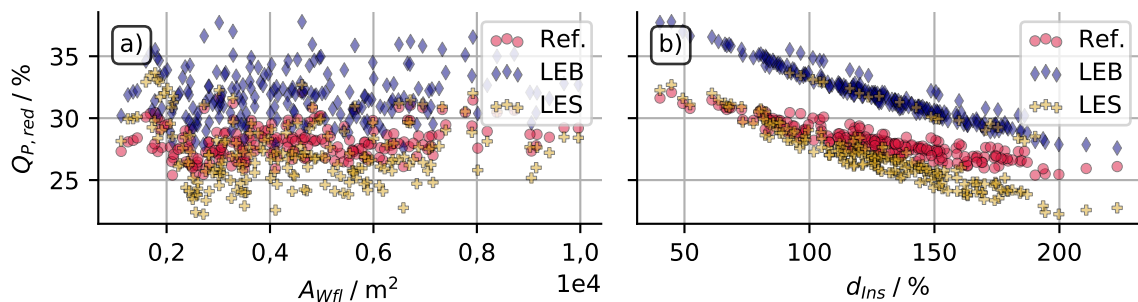 a)
Ref.
LEB
LES
35
30
25
Q_{P, red} / %
0,2 0,4 0,6 0,8 1,0
1e4
A_{Wfl} / m²
b)
Ref.
LEB
LES
50 100 150 200
d_{Ins} / %